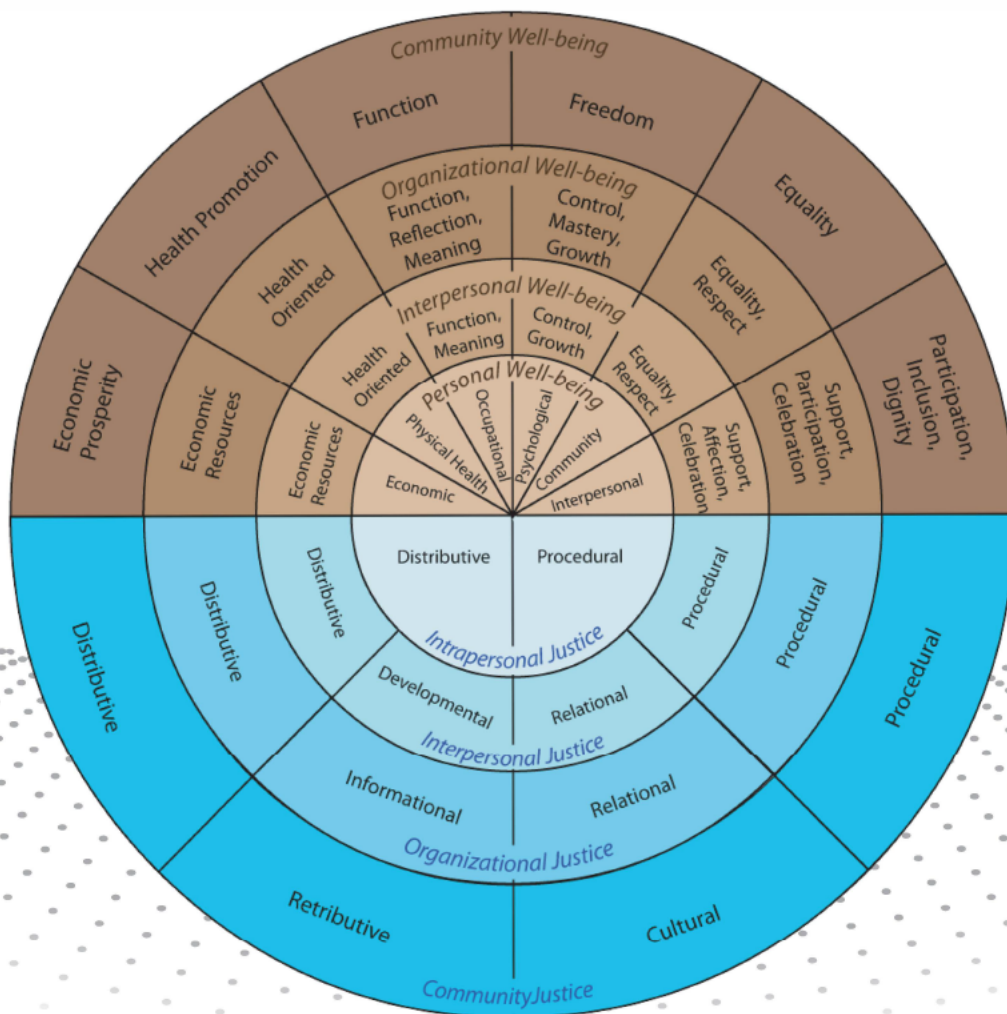 Community Well-being
Economic
Prosperity
Health Promotion
Function
Freedom
Equality
Participation,
Inclusion,
Dignity
Organizational Well-being
Economic
Resources
Health
Oriented
Function,
Reflection,
Meaning
Control,
Mastery,
Growth
Equality,
Respect
Support,
Participation,
Celebration
Interpersonal Well-being
Economic
Resources
Health
Oriented
Function,
Meaning
Control,
Growth
Equality,
Respect
Support,
Affection,
Celebration
Personal Well-being
Economic
Physical Health
Occupational
Psychological
Community
Interpersonal
Distributive
Procedural
Intrapersonal Justice
Distributive
Developmental
Relational
Procedural
Interpersonal Justice
Distributive
Informational
Relational
Procedural
Organizational Justice
Distributive
Retributive
Cultural
Procedural
CommunityJustice